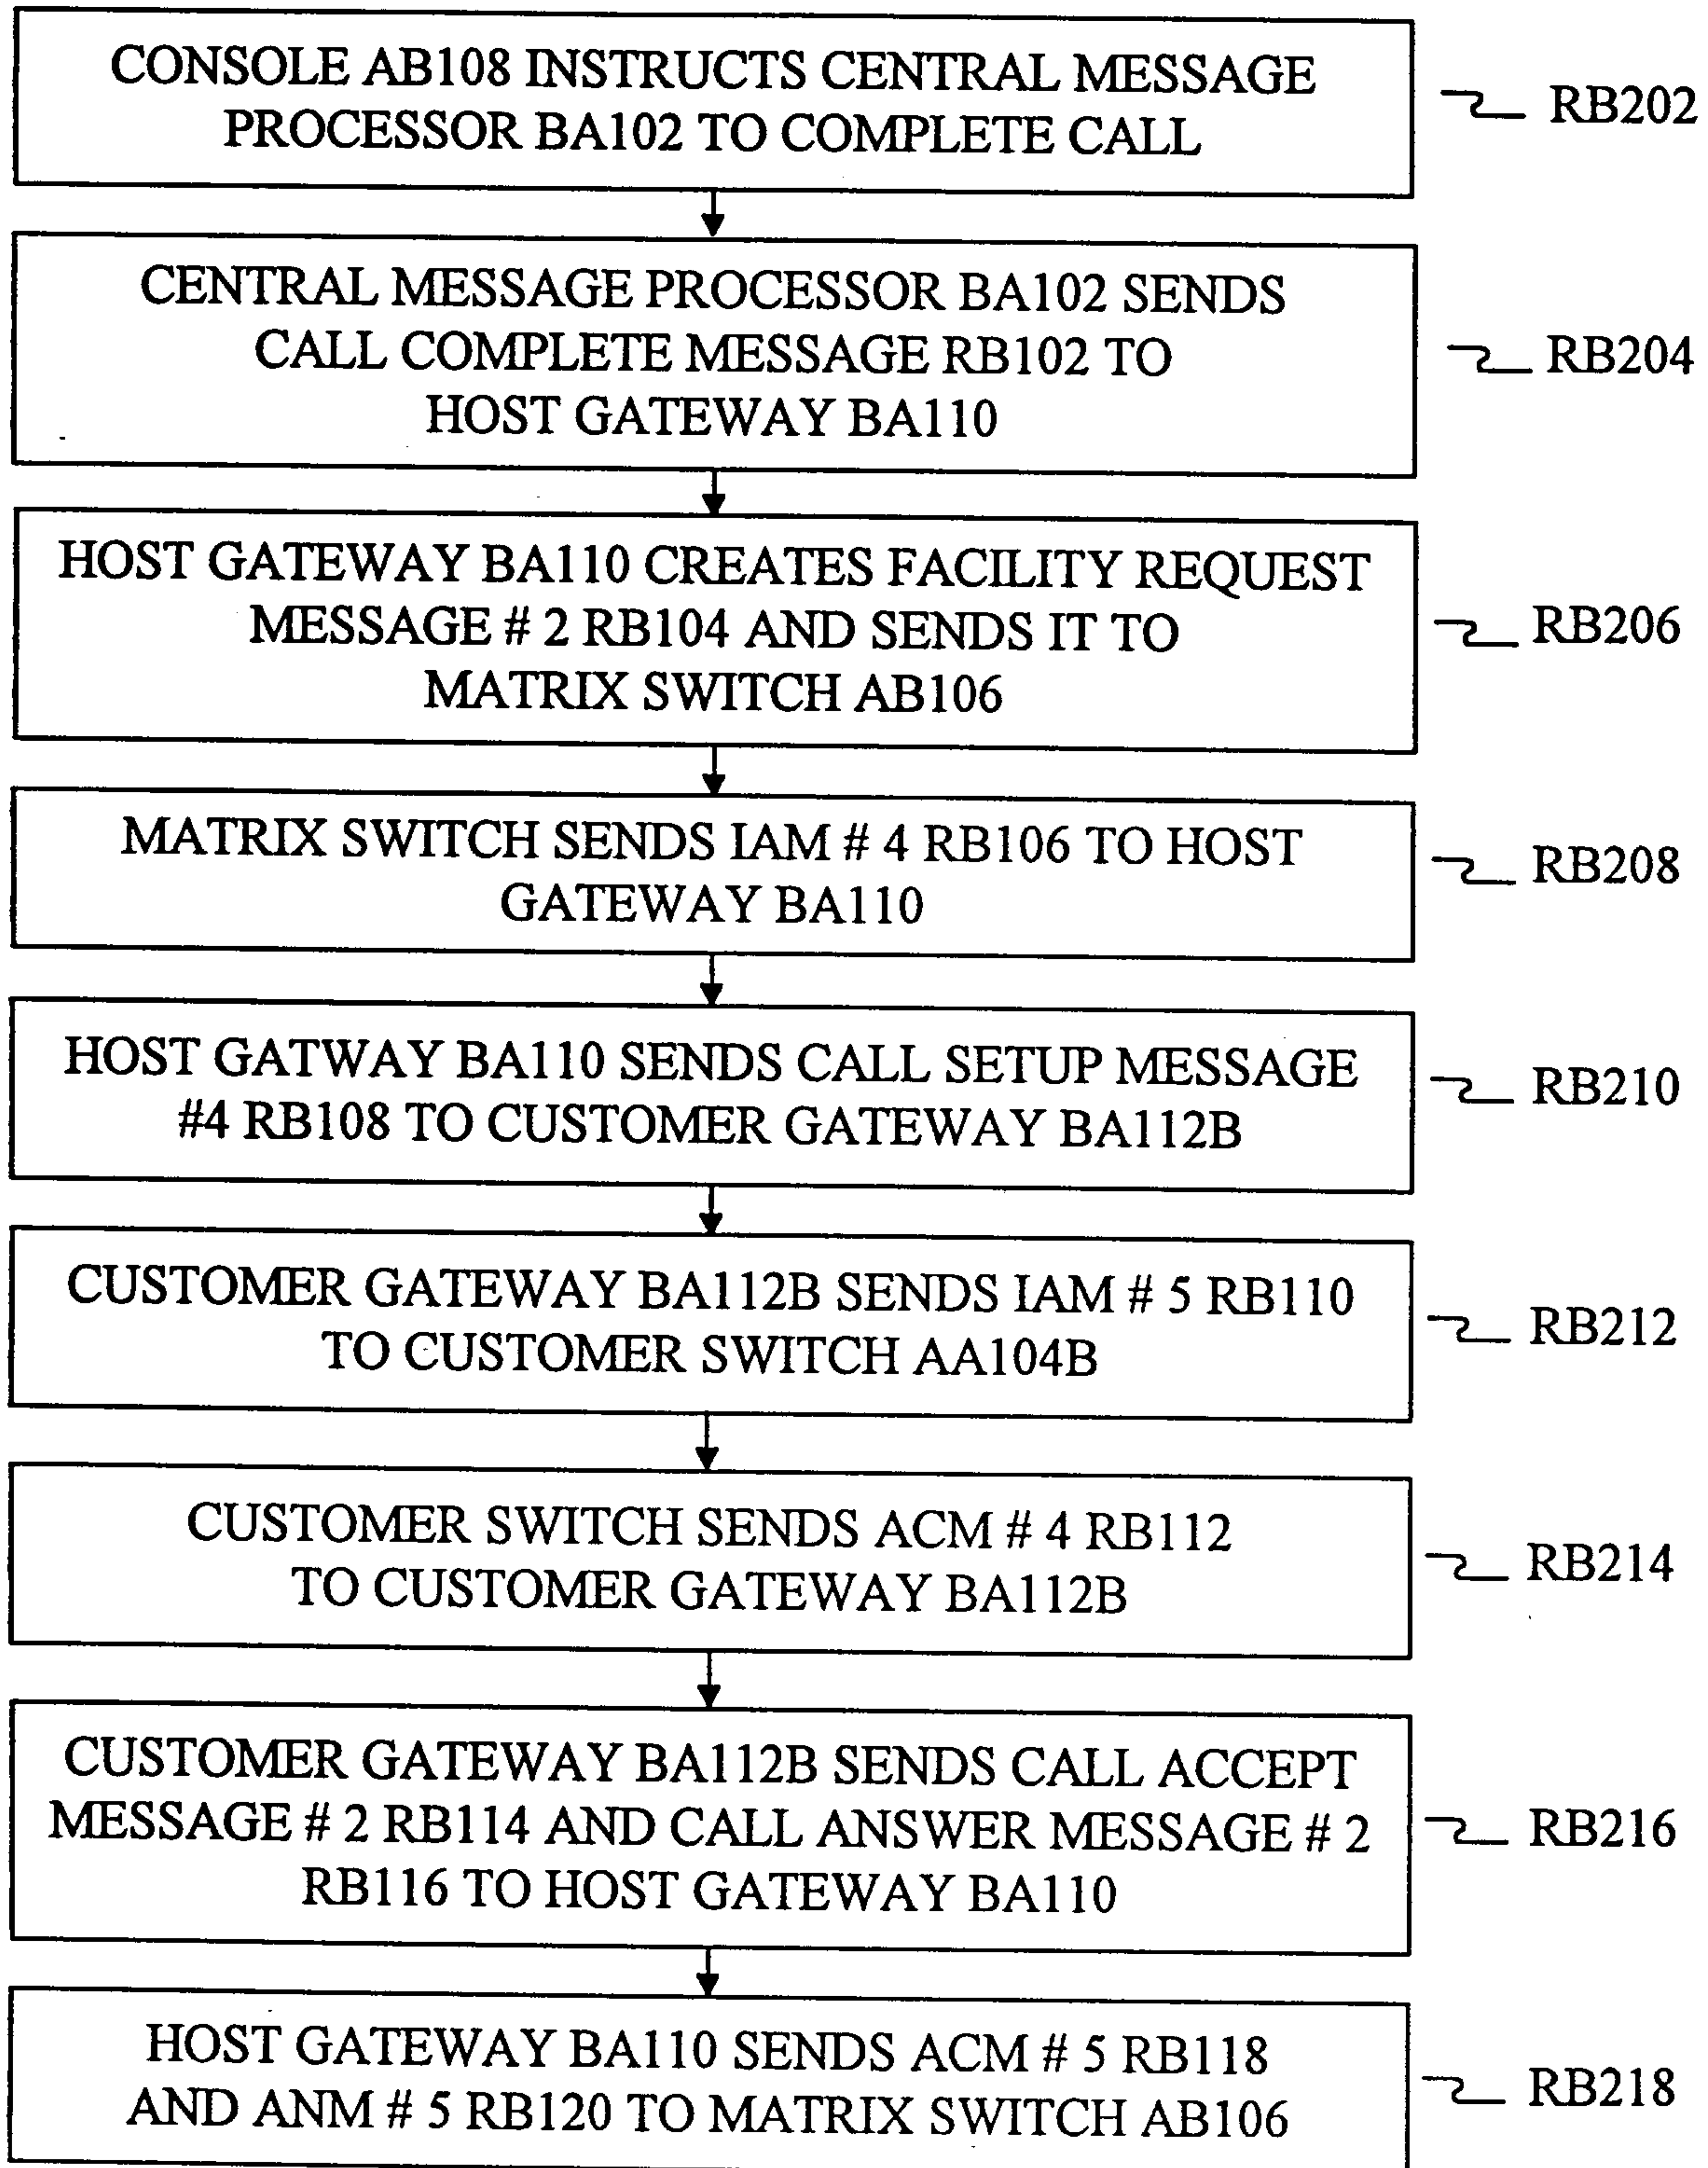 CONSOLE AB108 INSTRUCTS CENTRAL MESSAGE
PROCESSOR BA102 TO COMPLETE CALL
RB202
CENTRAL MESSAGE PROCESSOR BA102 SENDS
CALL COMPLETE MESSAGE RB102 TO
HOST GATEWAY BA110
RB204
HOST GATEWAY BA110 CREATES FACILITY REQUEST
MESSAGE # 2 RB104 AND SENDS IT TO
MATRIX SWITCH AB106
RB206
MATRIX SWITCH SENDS IAM # 4 RB106 TO HOST
GATEWAY BA110
RB208
HOST GATWAY BA110 SENDS CALL SETUP MESSAGE
#4 RB108 TO CUSTOMER GATEWAY BA112B
RB210
CUSTOMER GATEWAY BA112B SENDS IAM # 5 RB110
TO CUSTOMER SWITCH AA104B
RB212
CUSTOMER SWITCH SENDS ACM # 4 RB112
TO CUSTOMER GATEWAY BA112B
RB214
CUSTOMER GATEWAY BA112B SENDS CALL ACCEPT
MESSAGE # 2 RB114 AND CALL ANSWER MESSAGE # 2
RB116 TO HOST GATEWAY BA110
RB216
HOST GATEWAY BA110 SENDS ACM # 5 RB118
AND ANM # 5 RB120 TO MATRIX SWITCH AB106
RB218